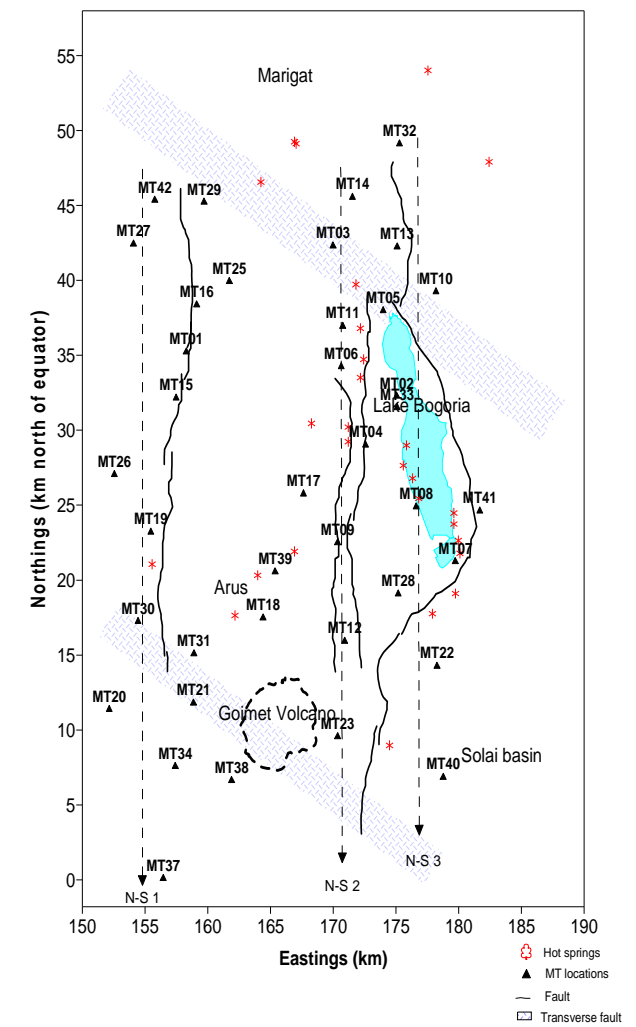 55
Marigat
50
MT32
MT42
MT29
MT14
45
MT27
MT03
MT13
MT25
MT10
40
MT16
MT05
MT11
MT01
35
MT06
MT15
MT02
MT33
Lake Bogoria
30
MT04
MT26
MT17
MT08
MT41
25
MT19
MT09
MT07
MT39
20
Arus
MT28
MT18
MT30
MT12
MT31
MT22
15
MT20
MT21
Goimet Volcano
MT23
10
MT34
MT38
MT40
Solai basin
5
N-S 3
MT37
0
N-S 1
N-S 2
150
155
160
165
170
175
180
185
190
Eastings (km)
Northings (km north of equator)
Hot springs
MT locations
Fault
Transverse fault